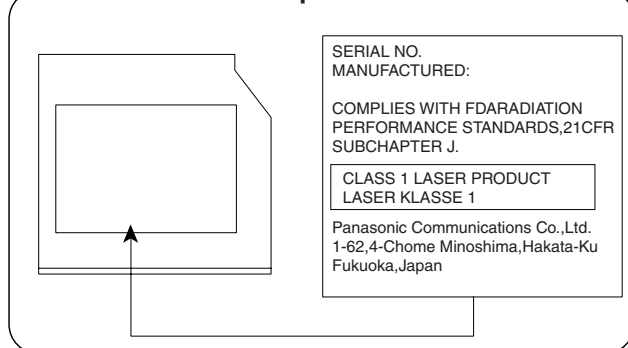 SERIAL NO.
MANUFACTURED:
COMPLIES WITH FDARADIATION
PERFORMANCE STANDARDS,21CFR
SUBCHAPTER J.
CLASS 1 LASER PRODUCT
LASER KLASSE 1
Panasonic Communications Co.,Ltd.
1-62,4-Chome Minoshima,Hakata-Ku
Fukuoka,Japan